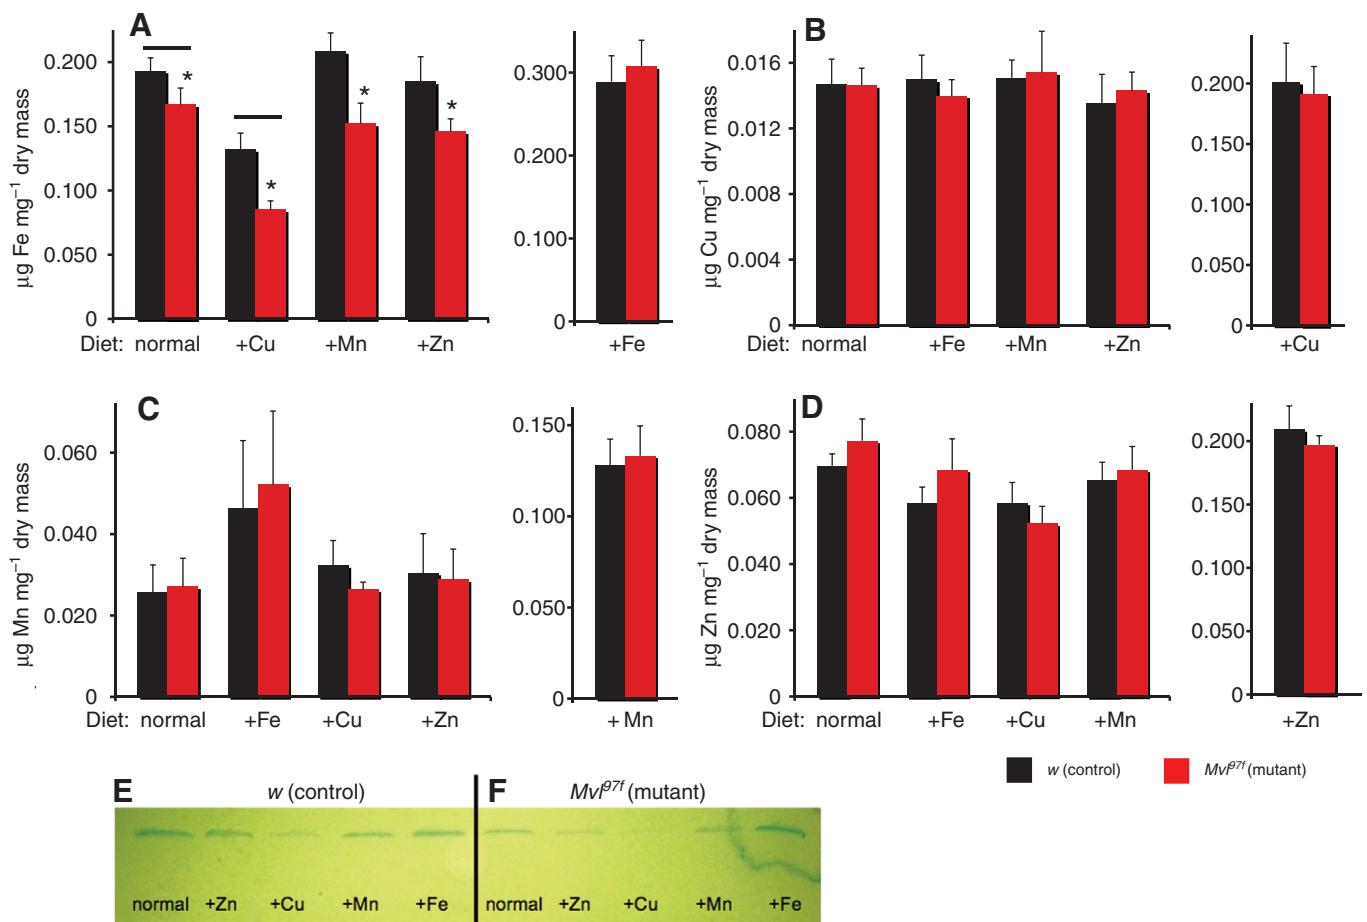 A
µg Fe mg⁻¹ dry mass
0.200
0.150
0.100
0.050
0
*
*
*
*
Diet: normal +Cu +Mn +Zn
0.300
0.200
0.100
0
+Fe
B
µg Cu mg⁻¹ dry mass
0.016
0.012
0.008
0.004
0
Diet: normal +Fe +Mn +Zn
0.200
0.150
0.100
0.050
0
+Cu
C
µg Mn mg⁻¹ dry mass
0.060
0.040
0.020
0
Diet: normal +Fe +Cu +Zn
0.150
0.100
0.050
0
+ Mn
D
µg Zn mg⁻¹ dry mass
0.080
0.060
0.040
0.020
0
Diet: normal +Fe +Cu +Mn
0.200
0.150
0.100
0.050
0
+Zn
w (control)
Mvl⁹⁷ᶠ (mutant)
E w (control)
F Mvl⁹⁷ᶠ (mutant)
normal +Zn +Cu +Mn +Fe
normal +Zn +Cu +Mn +Fe